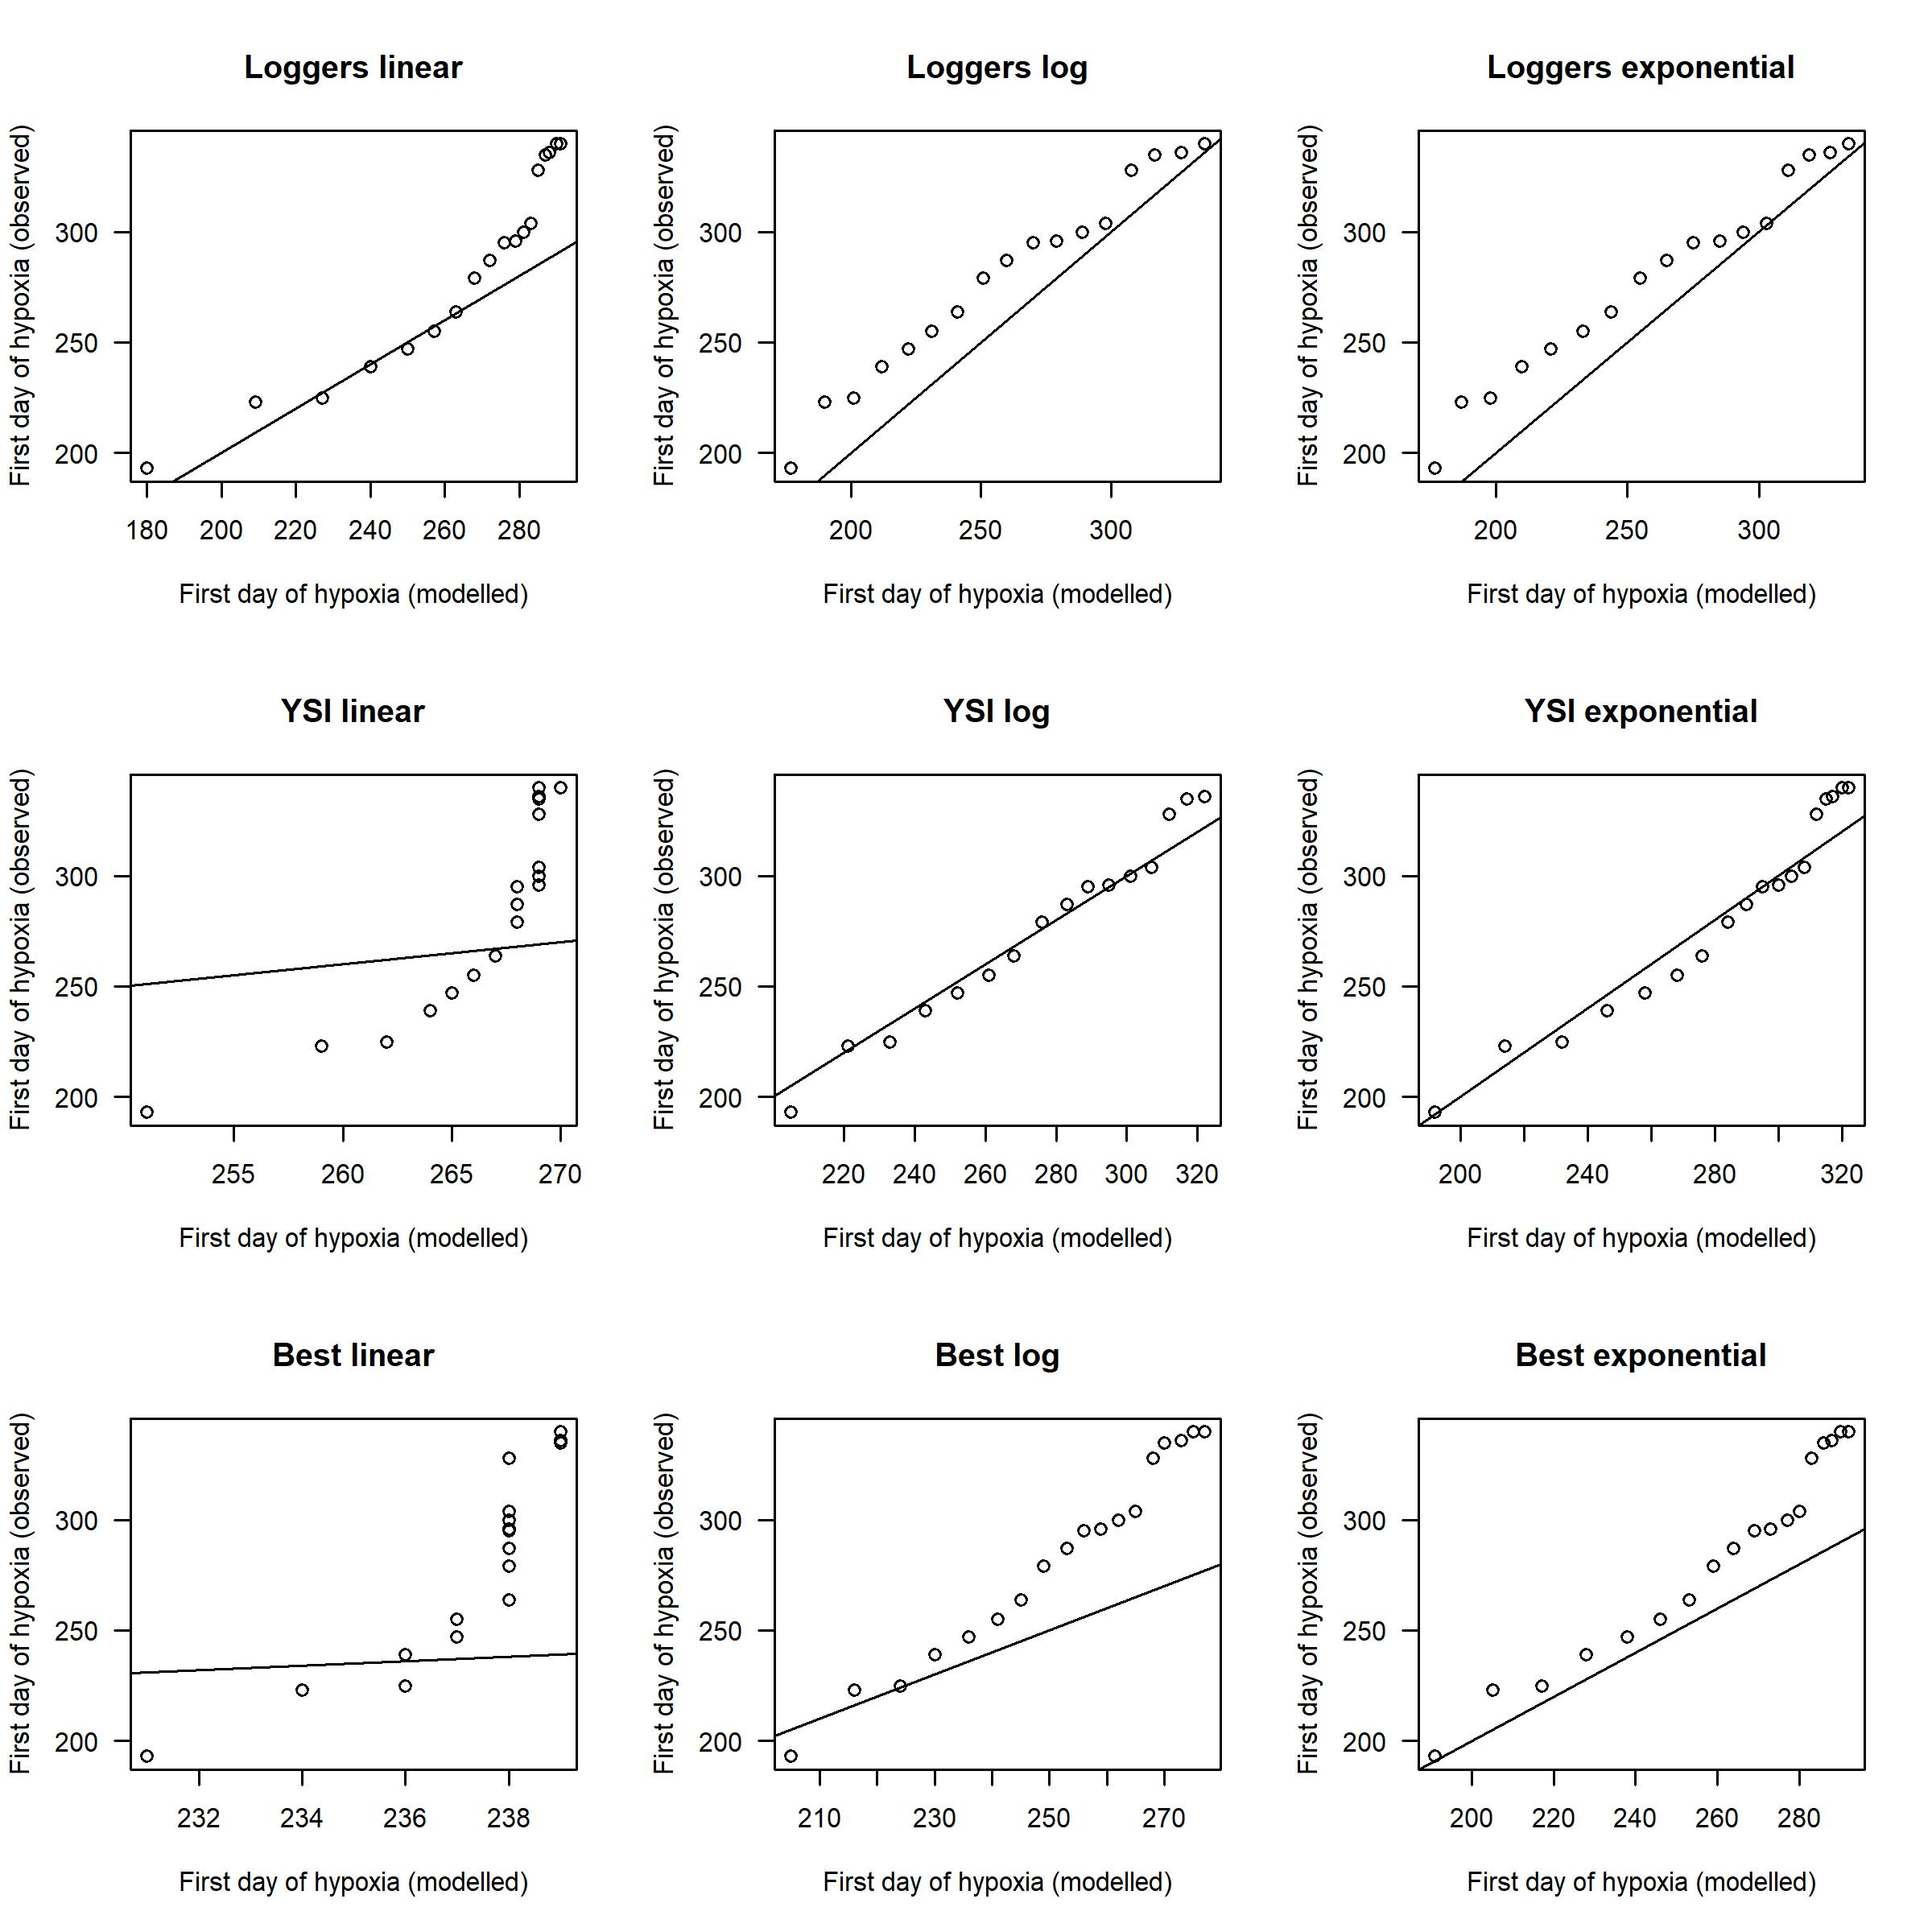 Loggers linear
First day of hypoxia (observed)
300
250
200
180 200 220 240 260 280
First day of hypoxia (modelled)
Loggers log
First day of hypoxia (observed)
300
250
200
200 250 300
First day of hypoxia (modelled)
Loggers exponential
First day of hypoxia (observed)
300
250
200
200 250 300
First day of hypoxia (modelled)
YSI linear
First day of hypoxia (observed)
300
250
200
255 260 265 270
First day of hypoxia (modelled)
YSI log
First day of hypoxia (observed)
300
250
200
220 240 260 280 300 320
First day of hypoxia (modelled)
YSI exponential
First day of hypoxia (observed)
300
250
200
200 240 280 320
First day of hypoxia (modelled)
Best linear
First day of hypoxia (observed)
300
250
200
232 234 236 238
First day of hypoxia (modelled)
Best log
First day of hypoxia (observed)
300
250
200
210 230 250 270
First day of hypoxia (modelled)
Best exponential
First day of hypoxia (observed)
300
250
200
200 220 240 260 280
First day of hypoxia (modelled)